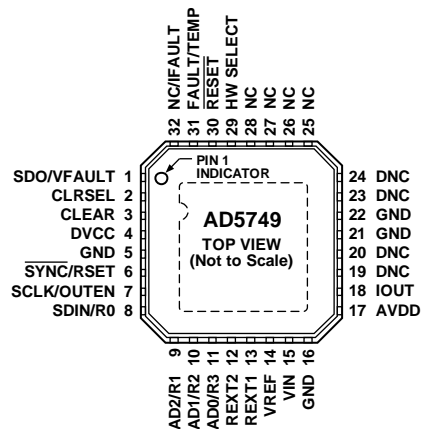 32 NC/IFAULT
31 FAULT/TEMP
30 RESET
29 HW SELECT
28 NC
27 NC
26 NC
25 NC
PIN 1
INDICATOR
SDO/VFAULT 1
CLRSEL 2
CLEAR 3
DVCC 4
GND 5
SYNC/RSET 6
SCLK/OUTEN 7
SDIN/R0 8
AD5749
TOP VIEW
(Not to Scale)
24 DNC
23 DNC
22 GND
21 GND
20 DNC
19 DNC
18 IOUT
17 AVDD
AD2/R1 9
AD1/R2 10
AD0/R3 11
REXT2 12
REXT1 13
VREF 14
VIN 15
GND 16